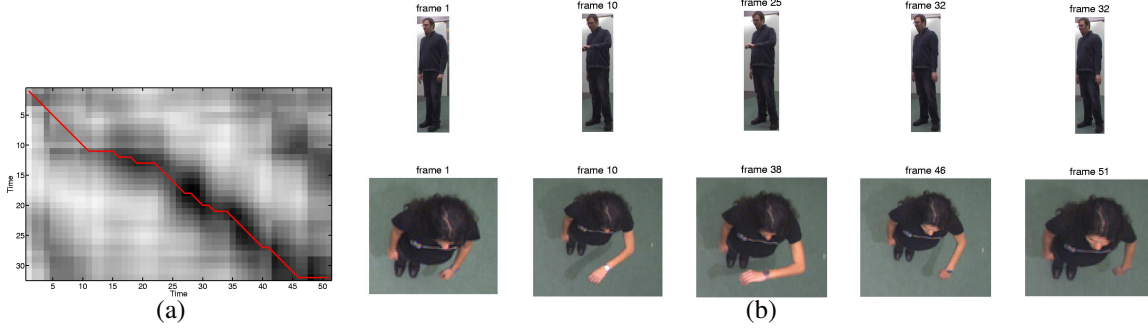 frame 1
frame 10
frame 25
frame 32
frame 32
5
10
15
20
25
30
Time
5 10 15 20 25 30 35 40 45 50
Time
(a)
frame 1
frame 10
frame 38
frame 46
frame 51
(b)